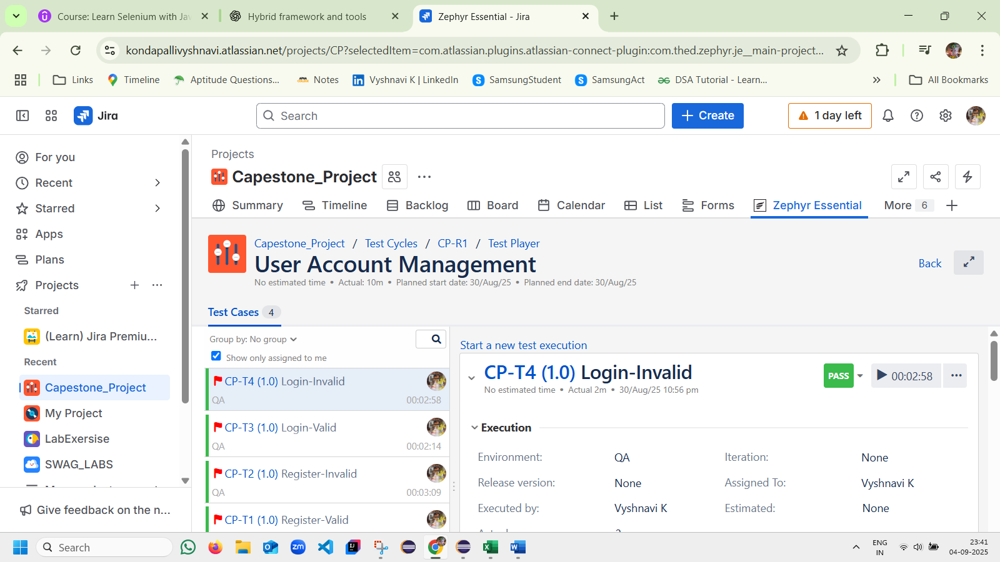 Course: Learn Selenium with Jav
Hybrid framework and tools
Zephyr Essential - Jira
kondapallivyshnavi.atlassian.net/projects/CP?selectedItem=com.atlassian.plugins.atlassian-connect-plugin:com.thed.zephyr.je__main-project...
Links
Timeline
Aptitude Questions...
Notes
Vyshnavi K | LinkedIn
SamsungStudent
SamsungAct
DSA Tutorial - Learn...
All Bookmarks
Jira
Search
Create
1 day left
For you
Recent
Starred
Apps
Plans
Projects
Starred
(Learn) Jira Premiu...
Recent
Capestone_Project
My Project
LabExersise
SWAG_LABS
Give feedback on the n...
Projects
Capestone_Project
Summary
Timeline
Backlog
Board
Calendar
List
Forms
Zephyr Essential
More 6
Capestone_Project / Test Cycles / CP-R1 / Test Player
User Account Management
No estimated time • Actual: 10m • Planned start date: 30/Aug/25 • Planned end date: 30/Aug/25
Back
Test Cases 4
Group by: No group
Show only assigned to me
CP-T4 (1.0) Login-Invalid
QA 00:02:58
CP-T3 (1.0) Login-Valid
QA 00:02:14
CP-T2 (1.0) Register-Invalid
QA 00:03:09
CP-T1 (1.0) Register-Valid
Start a new test execution
CP-T4 (1.0) Login-Invalid
No estimated time • Actual 2m • 30/Aug/25 10:56 pm
PASS
00:02:58
Execution
Environment: QA
Iteration: None
Release version: None
Assigned To: Vyshnavi K
Executed by: Vyshnavi K
Estimated: None
Search
ENG
IN
23:41
04-09-2025